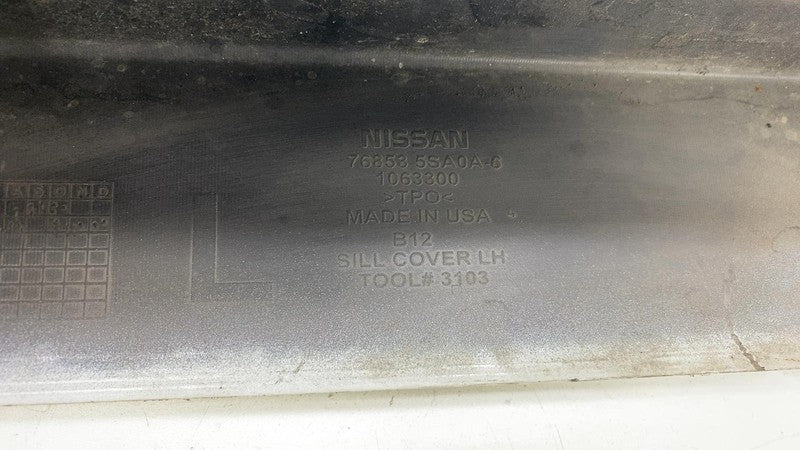 NISSAN
76853 5SA0A-6
1063300
>TPO<
MADE IN USA
B12
SILL COVER LH
TOOL# 3103
L
A S O N D